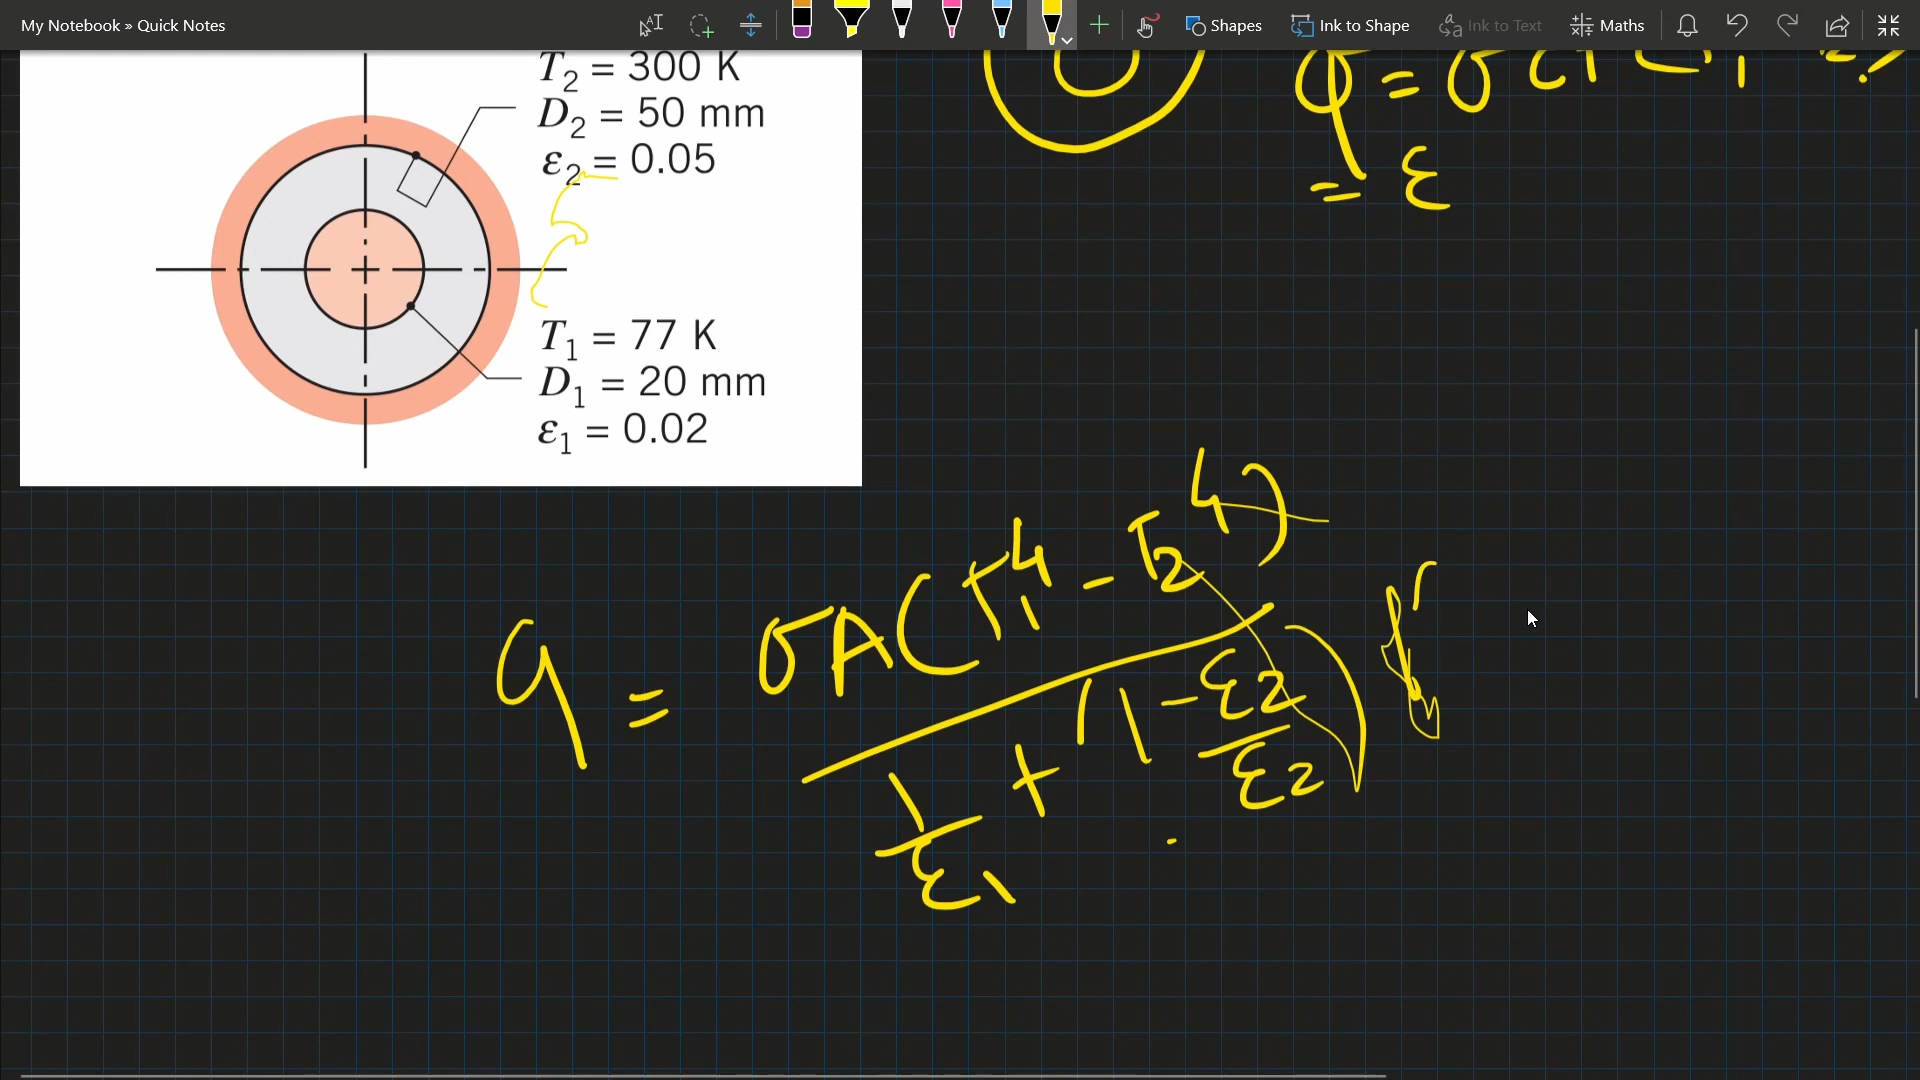 My Notebook » Quick Notes
Shapes
Ink to Shape
Ink to Text
Maths
T2 = 300 K
D2 = 50 mm
ε2 = 0.05
T1 = 77 K
D1 = 20 mm
ε1 = 0.02
q = σ
= ε
q = σA(T1^4 - T2^4)
1/ε1 + (1 - ε2/ε2)